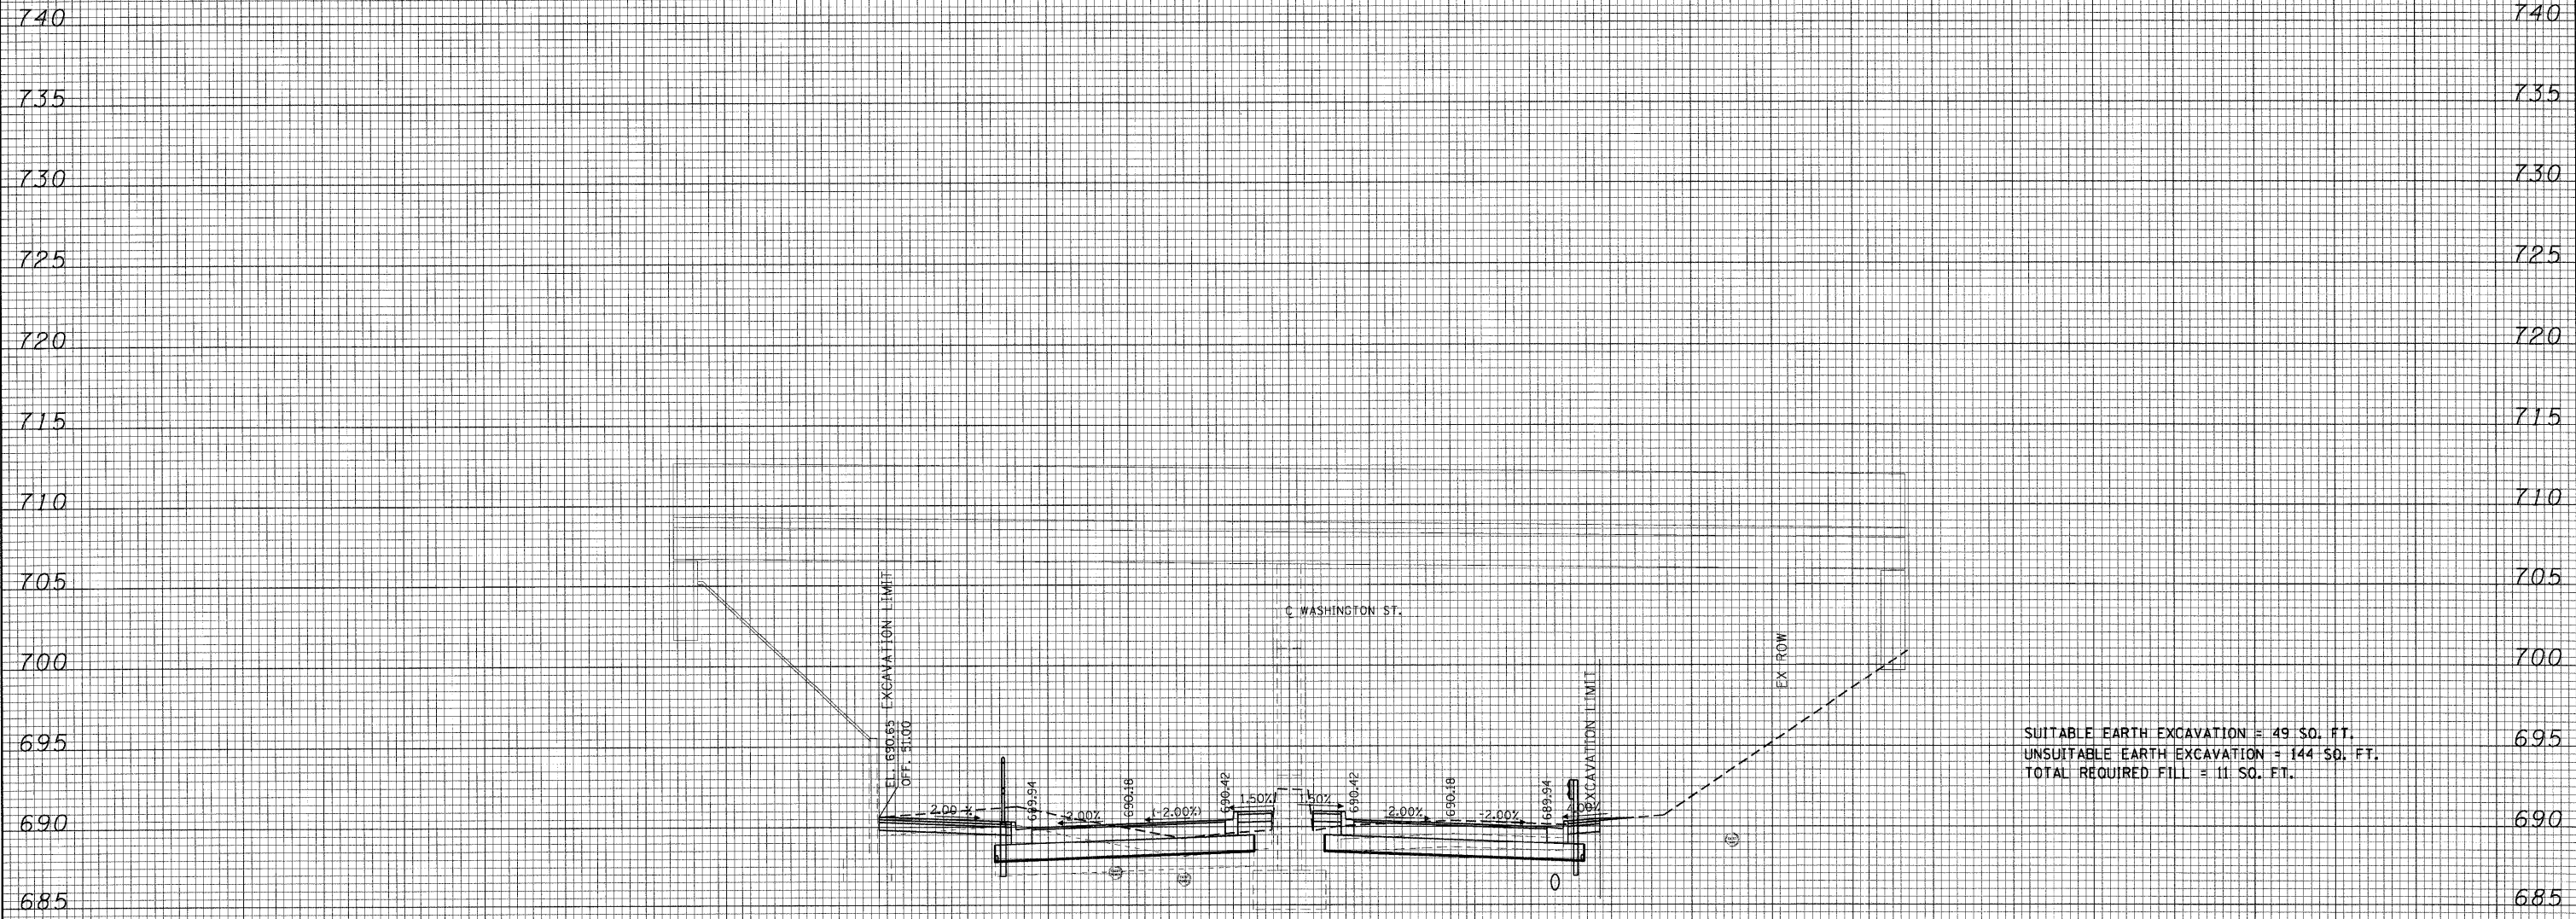 740 740
735 735
730 730
725 725
720 720
715 715
710 710
705 705
700 700
695 695
690 690
685 685
℄ WASHINGTON ST.
EXCAVATION LIMIT
EL. 690.65
OFF. 51.00
EX ROW
EXCAVATION LIMIT
SUITABLE EARTH EXCAVATION = 49 SQ. FT.
UNSUITABLE EARTH EXCAVATION = 144 SQ. FT.
TOTAL REQUIRED FILL = 11 SQ. FT.
689.94 690.18 690.42 690.42 690.18 689.94
2.00 % -2.00% (-2.00%) 1.50% 1.50% -2.00% -2.00% 4.00%